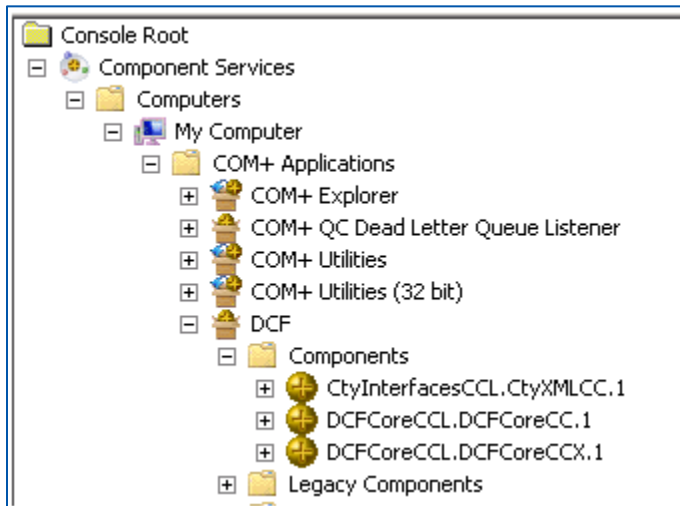 Console Root
Component Services
Computers
My Computer
COM+ Applications
COM+ Explorer
COM+ QC Dead Letter Queue Listener
COM+ Utilities
COM+ Utilities (32 bit)
DCF
Components
CtyInterfacesCCL.CtyXMLCC.1
DCFCoreCCL.DCFCoreCC.1
DCFCoreCCL.DCFCoreCCX.1
Legacy Components